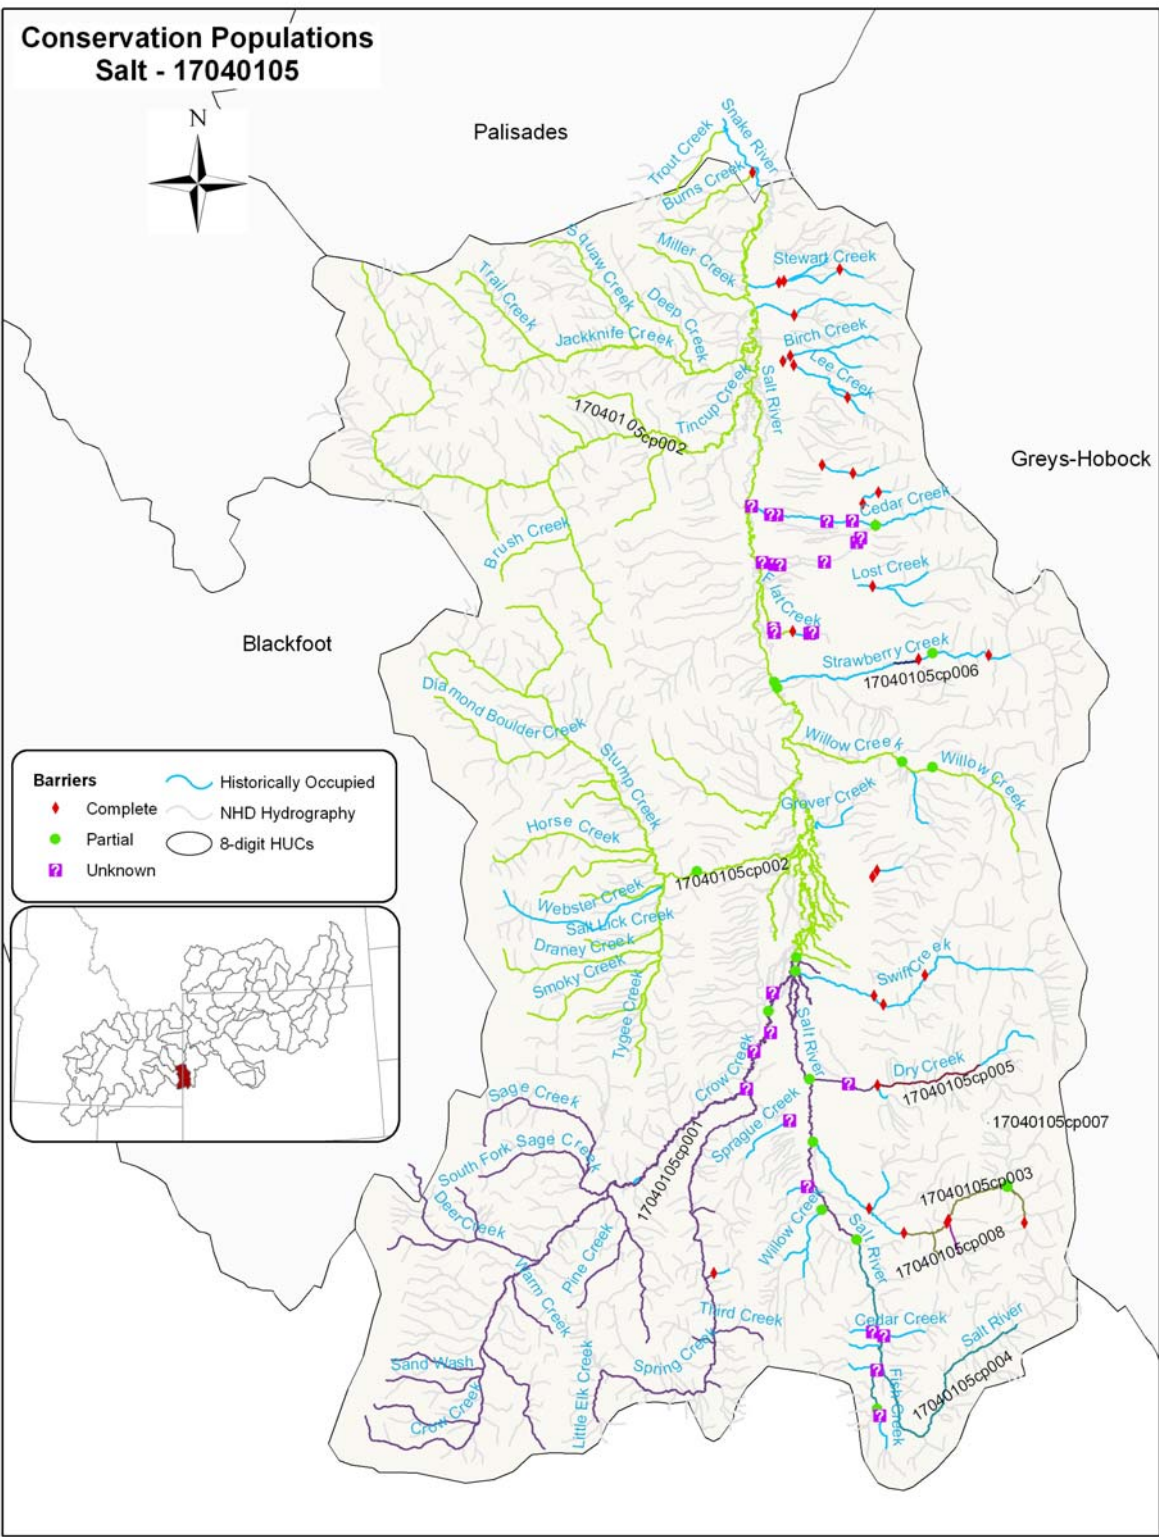 Conservation Populations
Salt - 17040105
N
Palisades
Snake River
Trout Creek
Burns Creek
Squaw Creek
Miller Creek
Stewart Creek
Trail Creek
Deep Creek
Jackknife Creek
Birch Creek
Lee Creek
Salt River
Tincup Creek
17040105cp002
Greys-Hobock
Cedar Creek
Brush Creek
Lost Creek
Flat Creek
Blackfoot
Strawberry Creek
17040105cp006
Diamond Boulder Creek
Stump Creek
Willow Creek
Willow Creek
Grover Creek
Barriers
Complete
Partial
? Unknown
Historically Occupied
NHD Hydrography
8-digit HUCs
Horse Creek
17040105cp002
Webster Creek
Salt Lick Creek
Draney Creek
Smoky Creek
Tygee Creek
Swift Creek
Salt River
Crow Creek
Dry Creek
17040105cp005
Sage Creek
Sprague Creek
17040105cp007
South Fork Sage Creek
17040105cp001
17040105cp003
Deer Creek
Willow Creek
Salt River
17040105cp008
Pine Creek
Warm Creek
Third Creek
Cedar Creek
Salt River
Sand Wash
Spring Creek
Little Elk Creek
17040105cp004
Crow Creek
Fish Creek